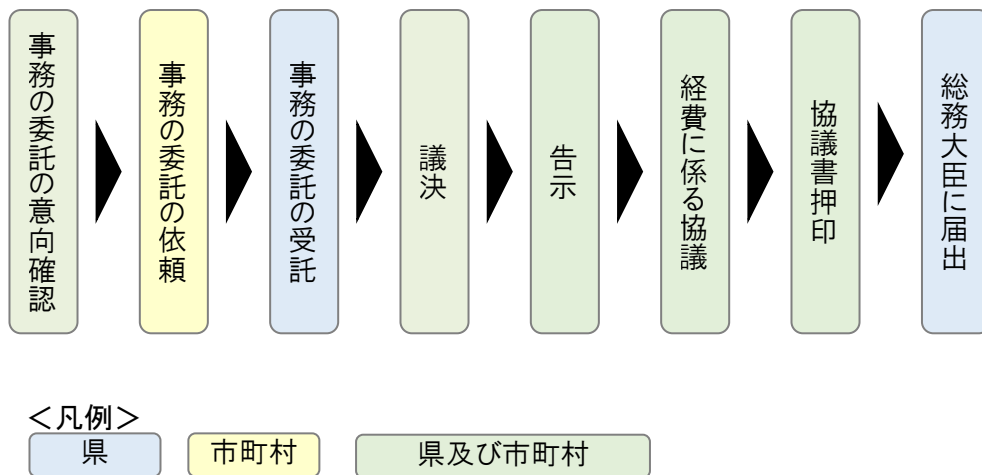 事務の委託の意向確認
事務の委託の依頼
事務の委託の受託
議決
告示
経費に係る協議
協議書押印
総務大臣に届出
＜凡例＞
県
市町村
県及び市町村